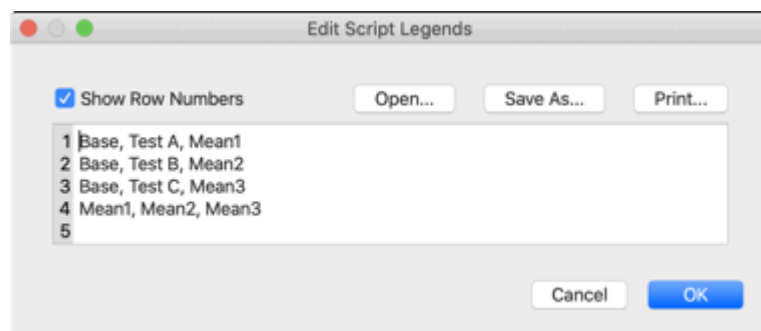 Edit Script Legends
Show Row Numbers
Open...
Save As...
Print...
1 Base, Test A, Mean1
2 Base, Test B, Mean2
3 Base, Test C, Mean3
4 Mean1, Mean2, Mean3
5
Cancel
OK